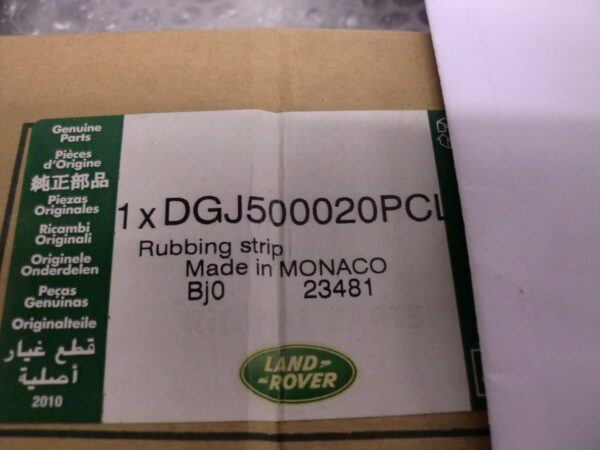 Genuine
Parts
Pièces
d'Origine
純正部品
Piezas
Originales
Ricambi
Originali
Originele
Onderdelen
Peças
Genuínas
Originalteile
قطع غيار
أصلية
2010
1 x DGJ500020PCL
Rubbing strip
Made in MONACO
Bj0 23481
LAND-
-ROVER